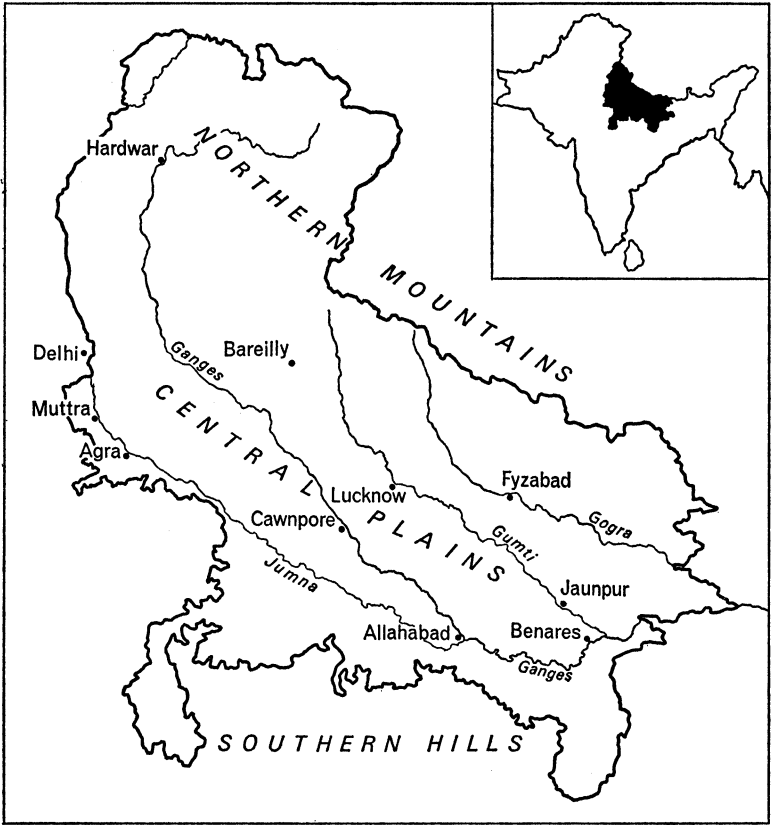 Hardwar
NORTHERN MOUNTAINS
Delhi
Ganges
Bareilly
Muttra
CENTRAL PLAINS
Agra
Lucknow
Fyzabad
Cawnpore
Gogra
Gumti
Jumna
Jaunpur
Allahabad
Benares
Ganges
SOUTHERN HILLS